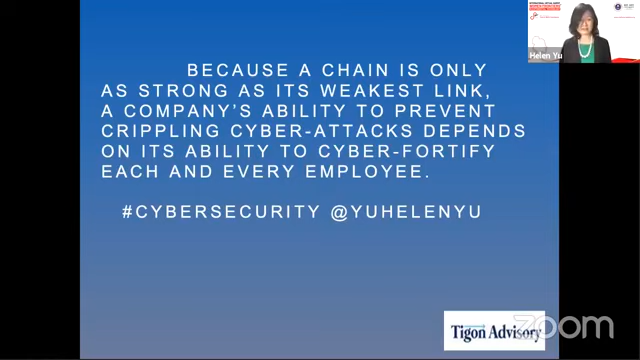 BECAUSE A CHAIN IS ONLY
AS STRONG AS ITS WEAKEST LINK,
A COMPANY'S ABILITY TO PREVENT
CRIPPLING CYBER-ATTACKS DEPENDS
ON ITS ABILITY TO CYBER-FORTIFY
EACH AND EVERY EMPLOYEE.
#CYBERSECURITY @YUHELENYU
Helen Yu
Tigon Advisory
zoom